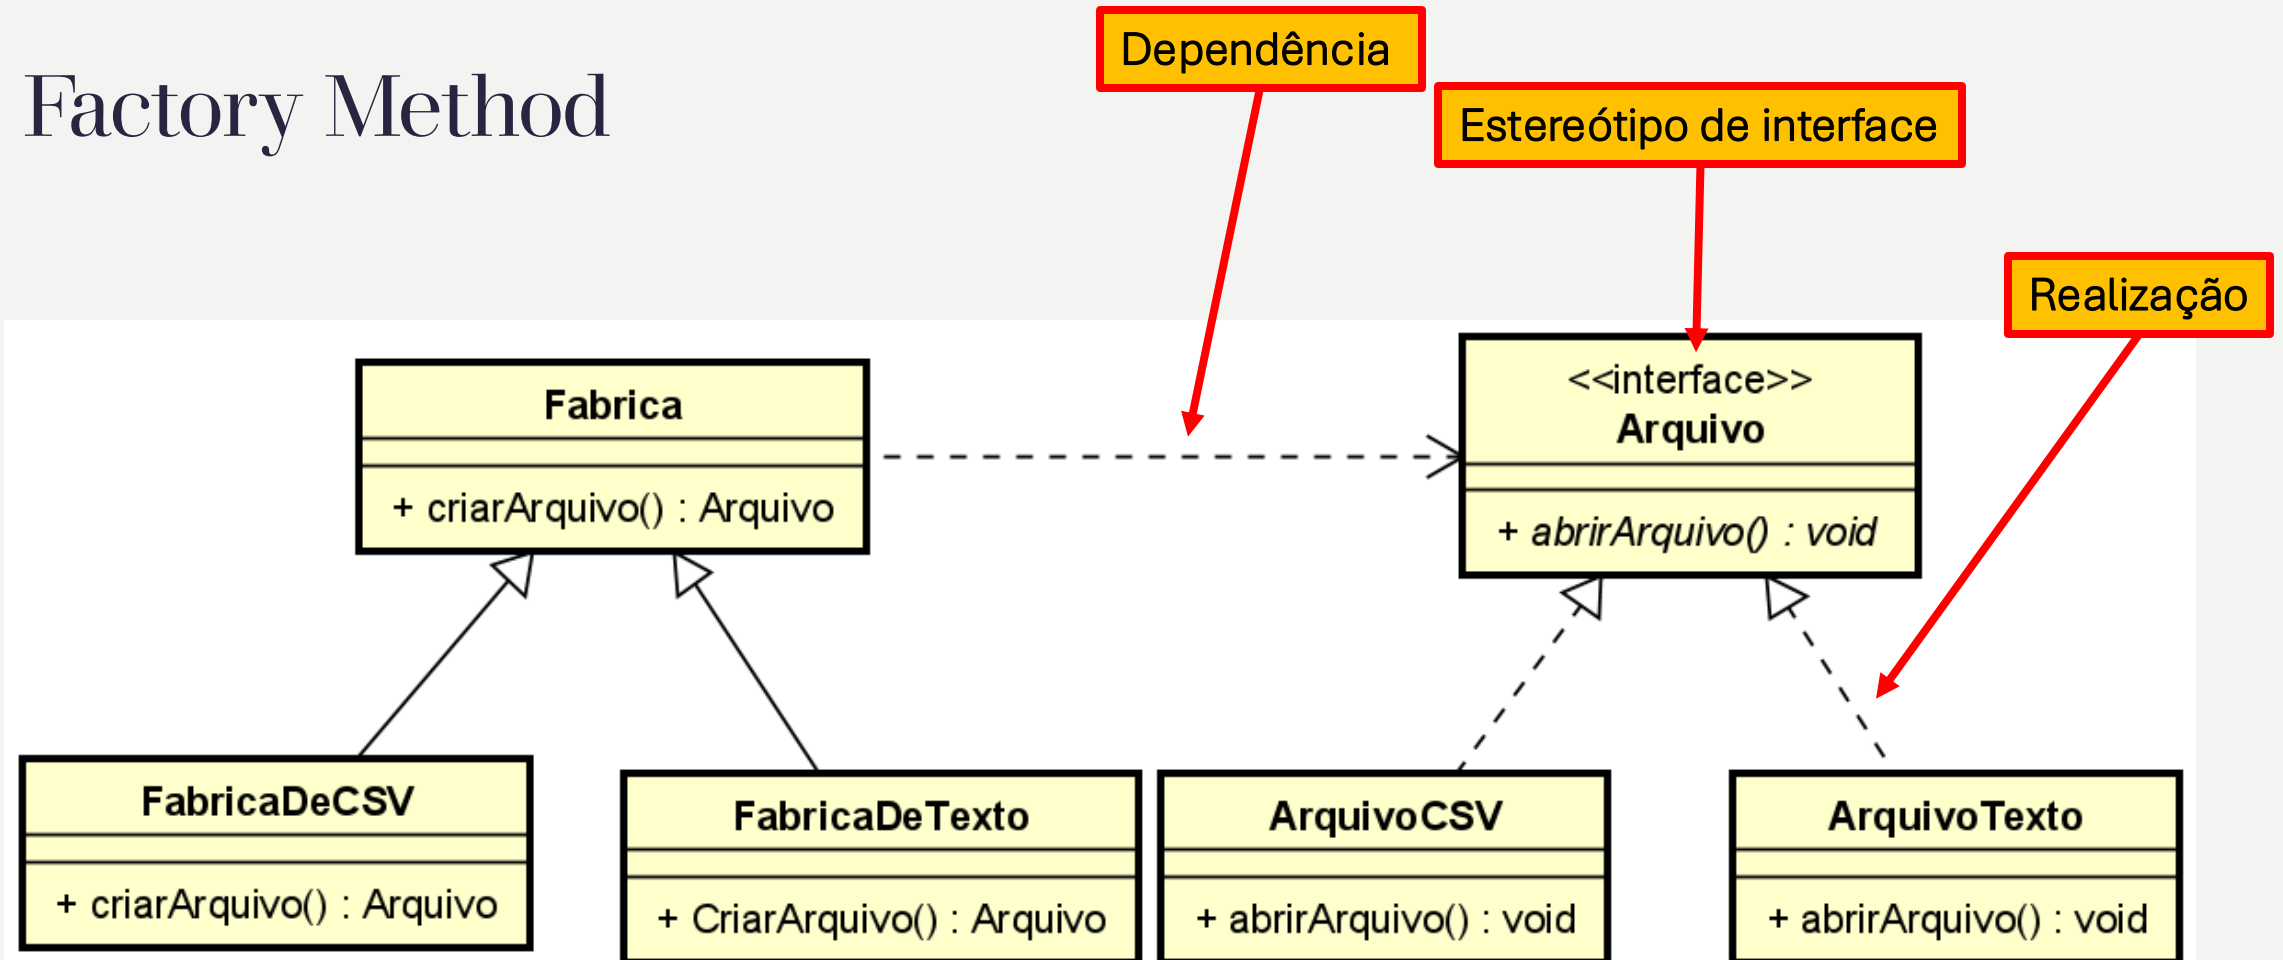 Factory Method
Dependência
Estereótipo de interface
Realização
Fabrica
+ criarArquivo() : Arquivo
<<interface>>
Arquivo
+ abrirArquivo() : void
FabricaDeCSV
+ criarArquivo() : Arquivo
FabricaDeTexto
+ CriarArquivo() : Arquivo
ArquivoCSV
+ abrirArquivo() : void
ArquivoTexto
+ abrirArquivo() : void